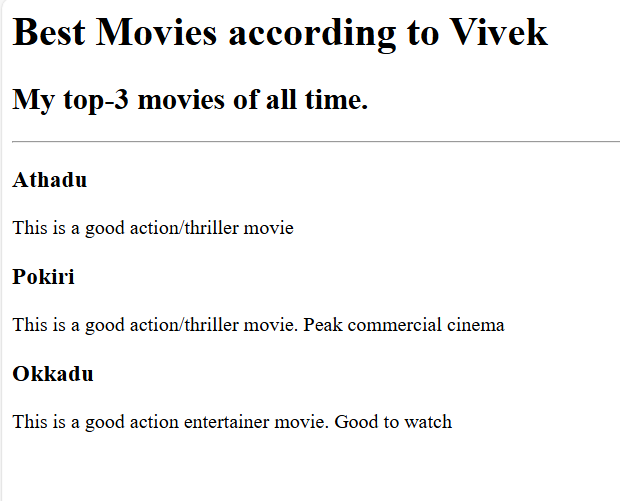 Best Movies according to Vivek
My top-3 movies of all time.
Athadu
This is a good action/thriller movie
Pokiri
This is a good action/thriller movie. Peak commercial cinema
Okkadu
This is a good action entertainer movie. Good to watch